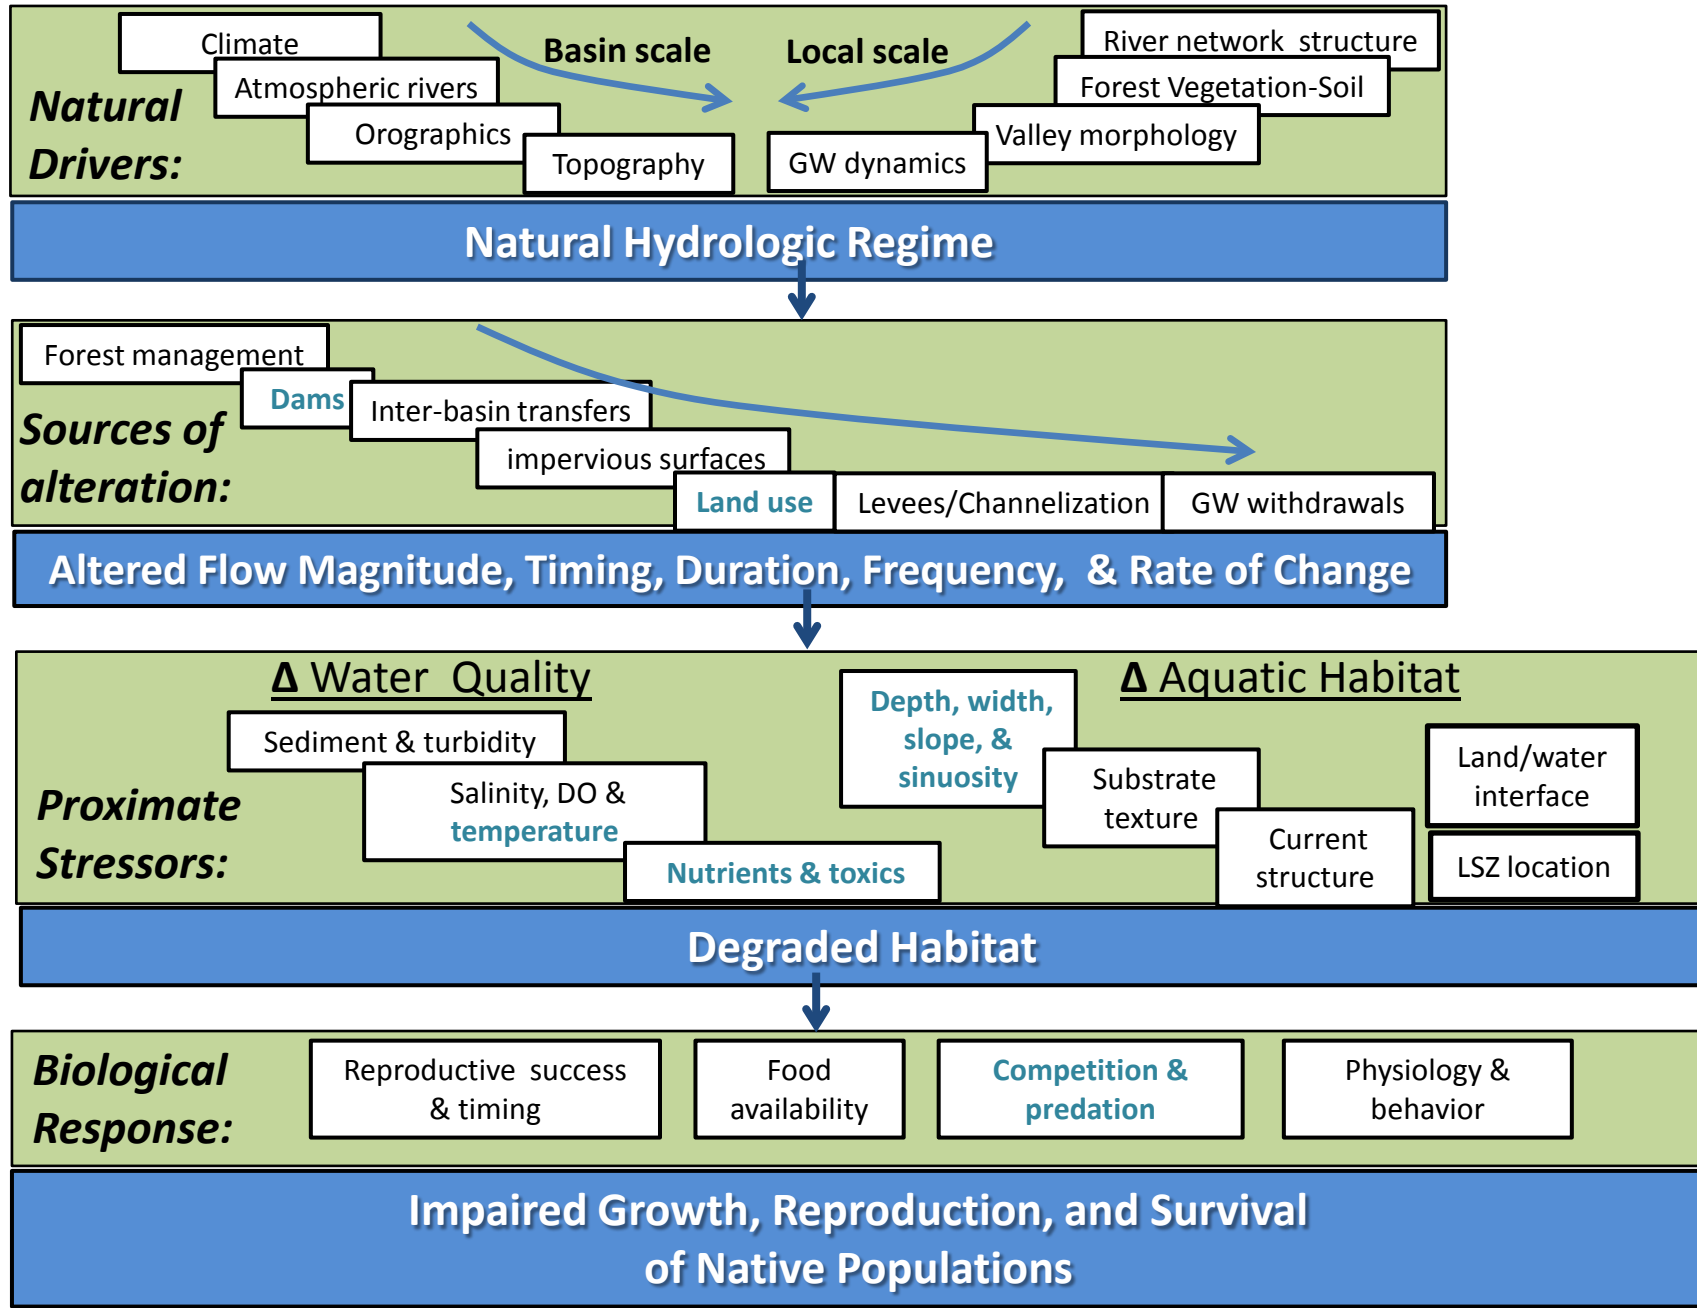 Climate
Atmospheric rivers
Orographics
Topography
Basin scale
Local scale
River network  structure
Forest Vegetation-Soil
Valley morphology
GW dynamics
Natural
Drivers:
Natural Hydrologic Regime
Forest management
Dams
Inter-basin transfers
impervious surfaces
Land use
Levees/Channelization
GW withdrawals
Sources of
alteration:
Altered Flow Magnitude, Timing, Duration, Frequency,  & Rate of Change
Δ Water  Quality
Sediment & turbidity
Salinity, DO &
temperature
Nutrients & toxics
Δ Aquatic Habitat
Depth, width,
slope, &
sinuosity
Substrate
texture
Current
structure
Land/water
interface
LSZ location
Proximate
Stressors:
Degraded Habitat
Biological
Response:
Reproductive  success
& timing
Food
availability
Competition &
predation
Physiology &
behavior
Impaired Growth, Reproduction, and Survival
of Native Populations